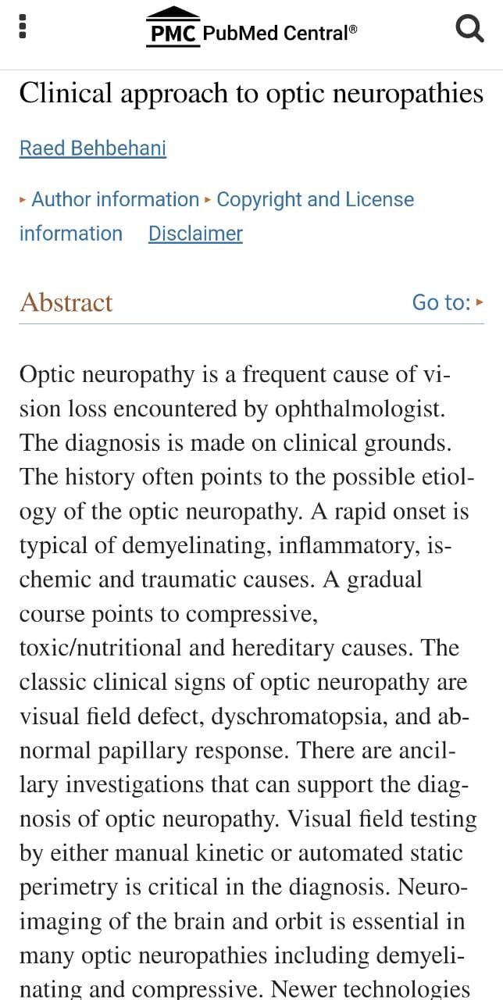 PMC PubMed Central®
Clinical approach to optic neuropathies
Raed Behbehani
▸ Author information ▸ Copyright and License
information Disclaimer
Abstract Go to: ▸
Optic neuropathy is a frequent cause of vi-
sion loss encountered by ophthalmologist.
The diagnosis is made on clinical grounds.
The history often points to the possible etiol-
ogy of the optic neuropathy. A rapid onset is
typical of demyelinating, inflammatory, is-
chemic and traumatic causes. A gradual
course points to compressive,
toxic/nutritional and hereditary causes. The
classic clinical signs of optic neuropathy are
visual field defect, dyschromatopsia, and ab-
normal papillary response. There are ancil-
lary investigations that can support the diag-
nosis of optic neuropathy. Visual field testing
by either manual kinetic or automated static
perimetry is critical in the diagnosis. Neuro-
imaging of the brain and orbit is essential in
many optic neuropathies including demyeli-
nating and compressive. Newer technologies